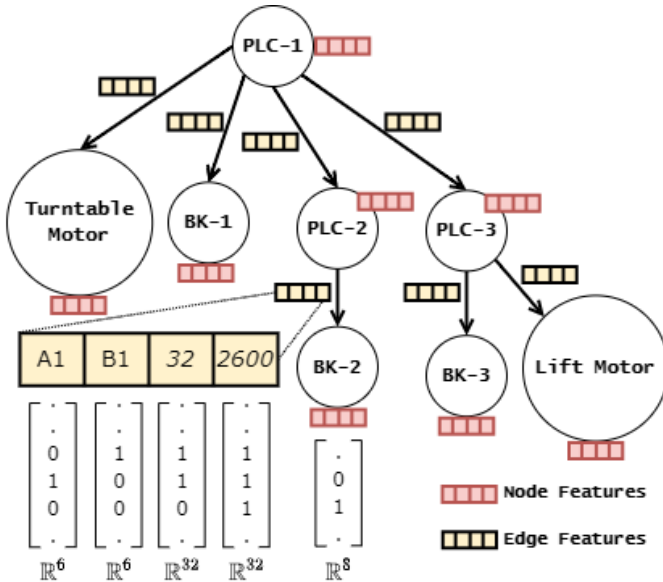 PLC-1
Turntable
Motor
BK-1
PLC-2
PLC-3
A1 B1 32 2600
BK-2
BK-3
Lift Motor
. . . .
. . . . .
0 1 1 1 0
1 0 1 1 1
0 0 0 1 .
. . . . .
ℝ⁶ ℝ⁶ ℝ³² ℝ³² ℝ⁸
Node Features
Edge Features